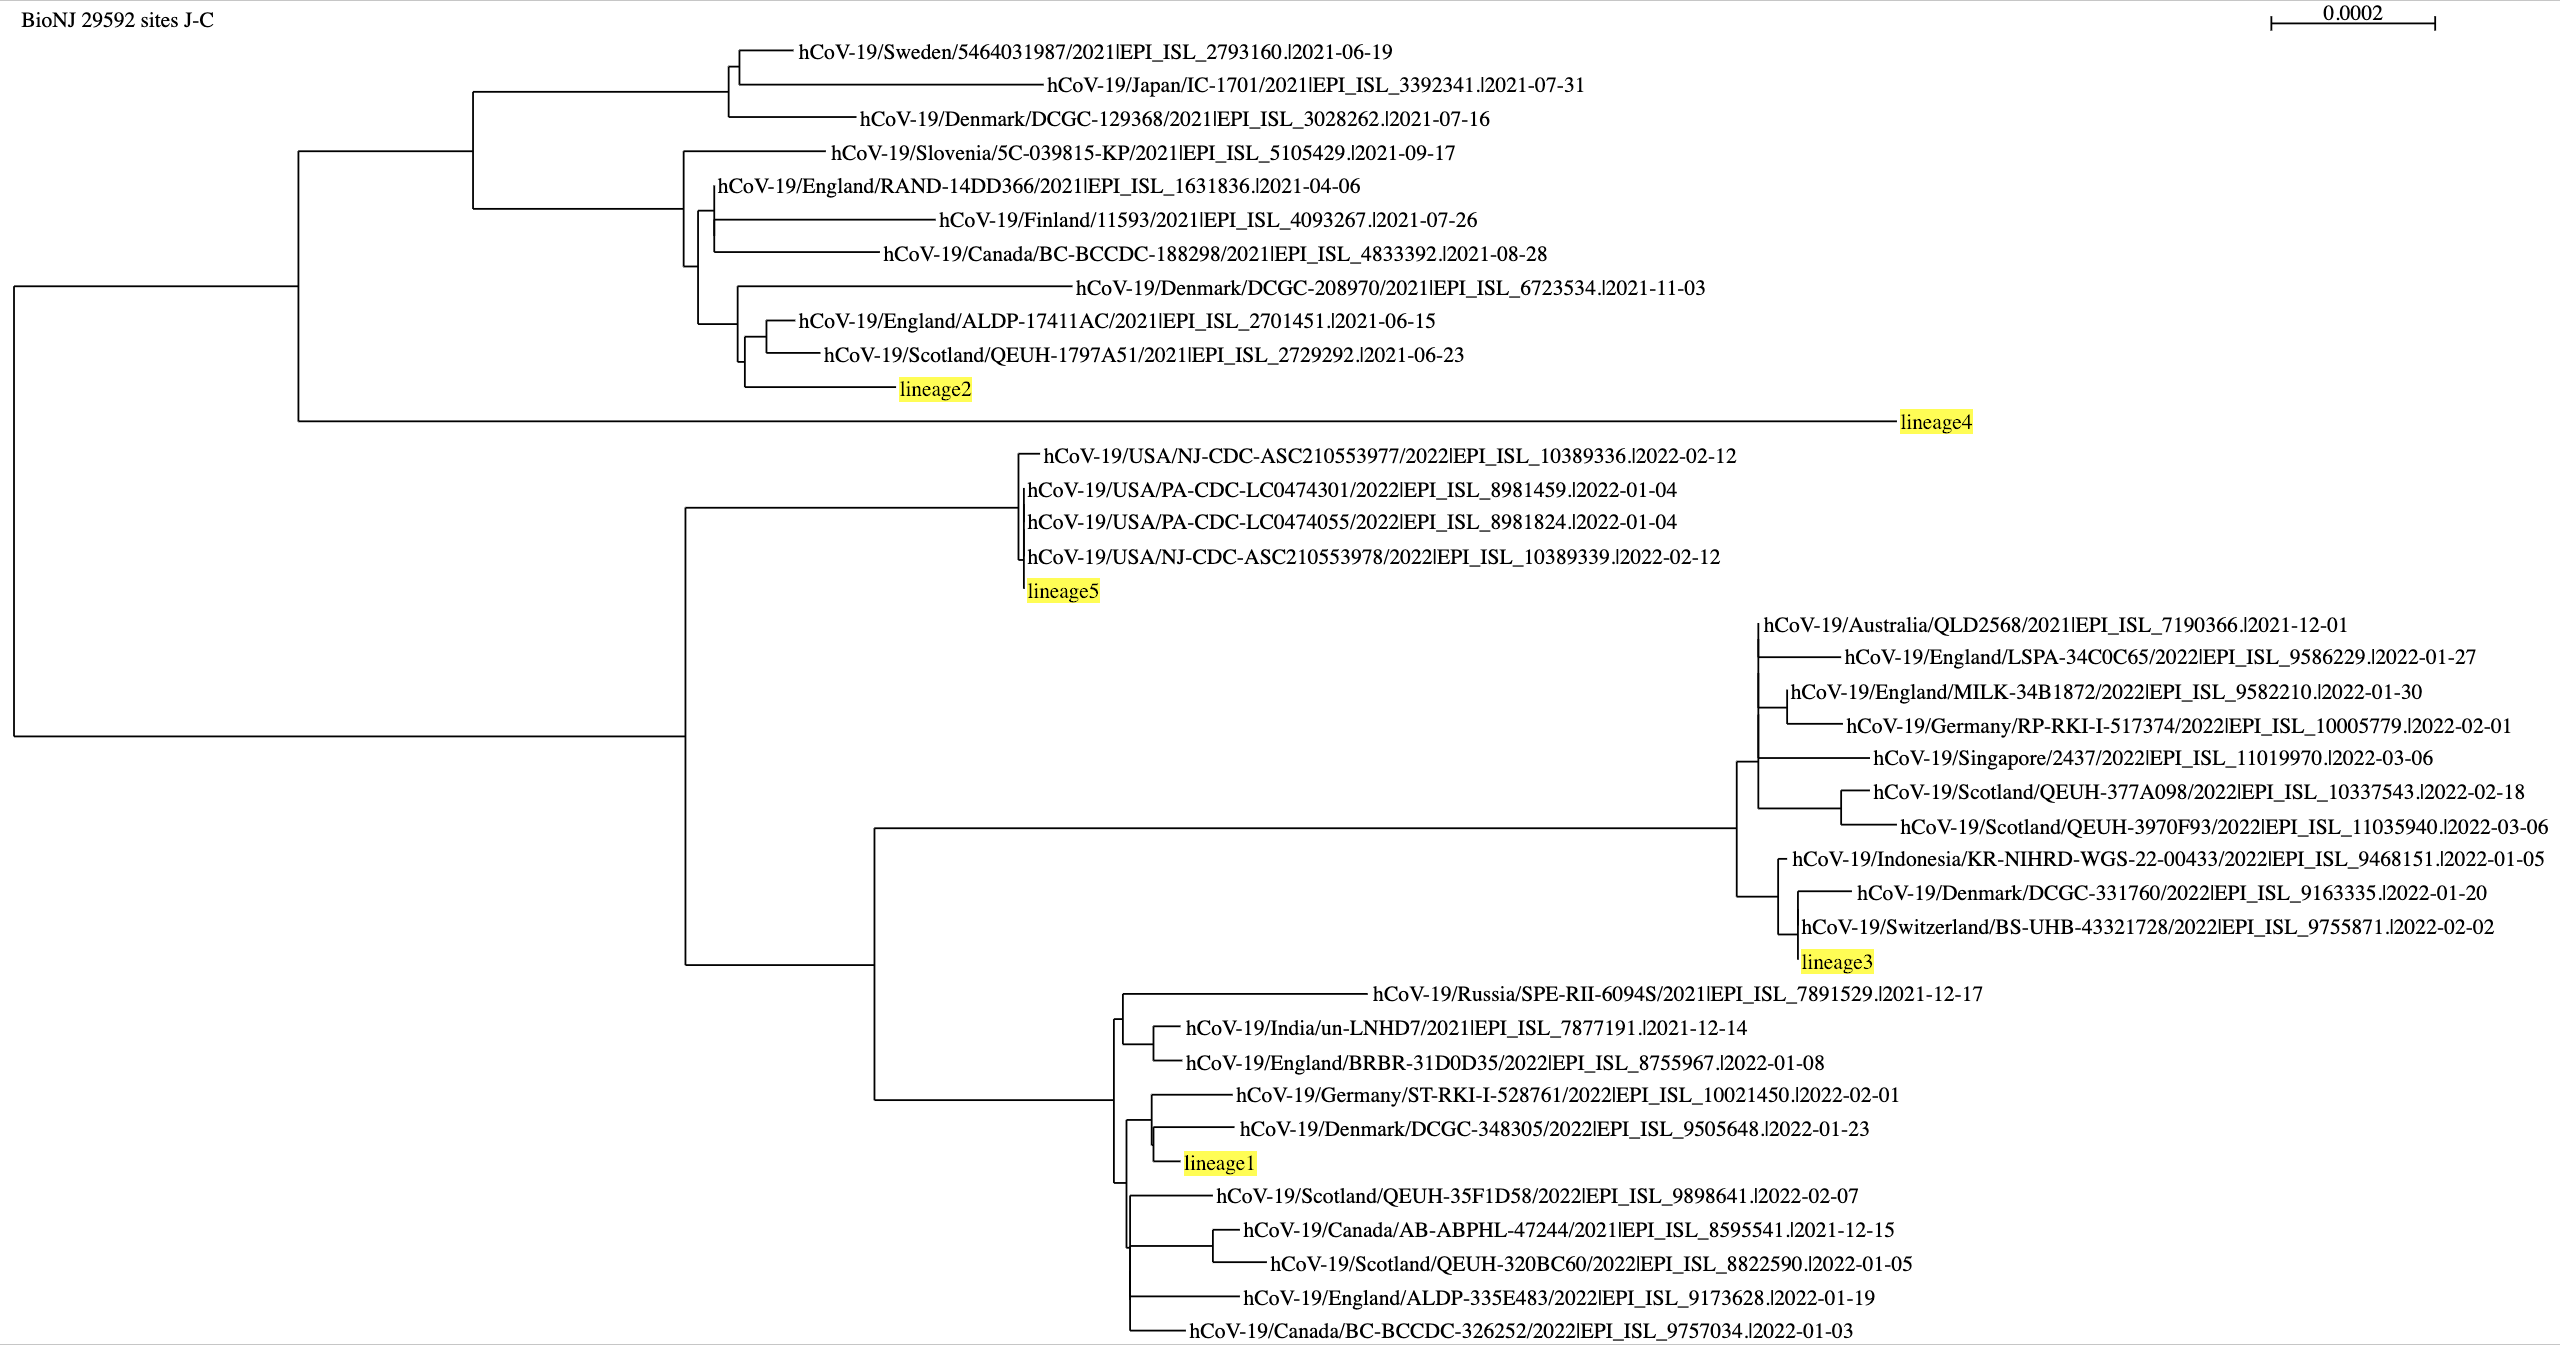 BioNJ 29592 sites J-C
0.0002
hCoV-19/Sweden/5464031987/2021|EPI_ISL_2793160.|2021-06-19
hCoV-19/Japan/IC-1701/2021|EPI_ISL_3392341.|2021-07-31
hCoV-19/Denmark/DCGC-129368/2021|EPI_ISL_3028262.|2021-07-16
hCoV-19/Slovenia/5C-039815-KP/2021|EPI_ISL_5105429.|2021-09-17
hCoV-19/England/RAND-14DD366/2021|EPI_ISL_1631836.|2021-04-06
hCoV-19/Finland/11593/2021|EPI_ISL_4093267.|2021-07-26
hCoV-19/Canada/BC-BCCDC-188298/2021|EPI_ISL_4833392.|2021-08-28
hCoV-19/Denmark/DCGC-208970/2021|EPI_ISL_6723534.|2021-11-03
hCoV-19/England/ALDP-17411AC/2021|EPI_ISL_2701451.|2021-06-15
hCoV-19/Scotland/QEUH-1797A51/2021|EPI_ISL_2729292.|2021-06-23
lineage2
lineage4
hCoV-19/USA/NJ-CDC-ASC210553977/2022|EPI_ISL_10389336.|2022-02-12
hCoV-19/USA/PA-CDC-LC0474301/2022|EPI_ISL_8981459.|2022-01-04
hCoV-19/USA/PA-CDC-LC0474055/2022|EPI_ISL_8981824.|2022-01-04
hCoV-19/USA/NJ-CDC-ASC210553978/2022|EPI_ISL_10389339.|2022-02-12
lineage5
hCoV-19/Australia/QLD2568/2021|EPI_ISL_7190366.|2021-12-01
hCoV-19/England/LSPA-34C0C65/2022|EPI_ISL_9586229.|2022-01-27
hCoV-19/England/MILK-34B1872/2022|EPI_ISL_9582210.|2022-01-30
hCoV-19/Germany/RP-RKI-I-517374/2022|EPI_ISL_10005779.|2022-02-01
hCoV-19/Singapore/2437/2022|EPI_ISL_11019970.|2022-03-06
hCoV-19/Scotland/QEUH-377A098/2022|EPI_ISL_10337543.|2022-02-18
hCoV-19/Scotland/QEUH-3970F93/2022|EPI_ISL_11035940.|2022-03-06
hCoV-19/Indonesia/KR-NIHRD-WGS-22-00433/2022|EPI_ISL_9468151.|2022-01-05
hCoV-19/Denmark/DCGC-331760/2022|EPI_ISL_9163335.|2022-01-20
hCoV-19/Switzerland/BS-UHB-43321728/2022|EPI_ISL_9755871.|2022-02-02
lineage3
hCoV-19/Russia/SPE-RII-6094S/2021|EPI_ISL_7891529.|2021-12-17
hCoV-19/India/un-LNHD7/2021|EPI_ISL_7877191.|2021-12-14
hCoV-19/England/BRBR-31D0D35/2022|EPI_ISL_8755967.|2022-01-08
hCoV-19/Germany/ST-RKI-I-528761/2022|EPI_ISL_10021450.|2022-02-01
hCoV-19/Denmark/DCGC-348305/2022|EPI_ISL_9505648.|2022-01-23
lineage1
hCoV-19/Scotland/QEUH-35F1D58/2022|EPI_ISL_9898641.|2022-02-07
hCoV-19/Canada/AB-ABPHL-47244/2021|EPI_ISL_8595541.|2021-12-15
hCoV-19/Scotland/QEUH-320BC60/2022|EPI_ISL_8822590.|2022-01-05
hCoV-19/England/ALDP-335E483/2022|EPI_ISL_9173628.|2022-01-19
hCoV-19/Canada/BC-BCCDC-326252/2022|EPI_ISL_9757034.|2022-01-03